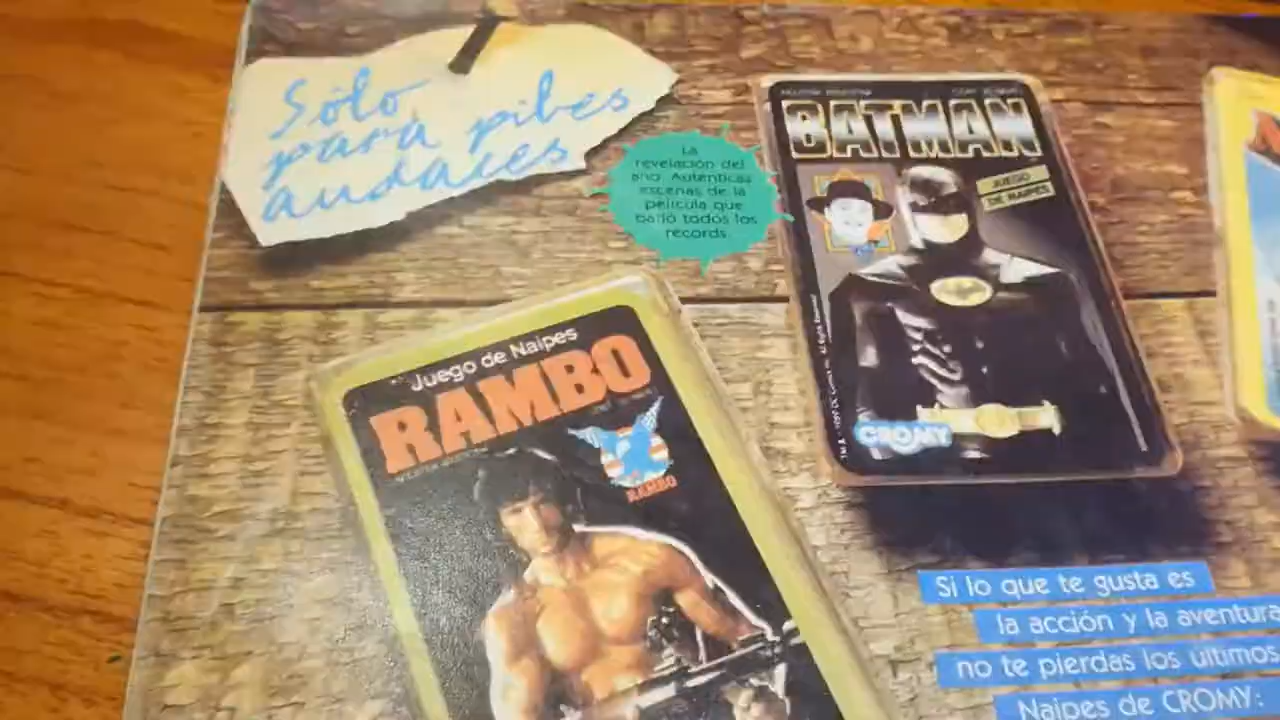 Sólo
para pibes
audaces
La
revelación del
año. Auténticas
escenas de la
película que
batió todos los
records.
BATMAN
JUEGO
DE NAIPES
CROMY
Juego de Naipes
RAMBO
RAMBO
Si lo que te gusta es
la acción y la aventura
no te pierdas los últimos
Naipes de CROMY: